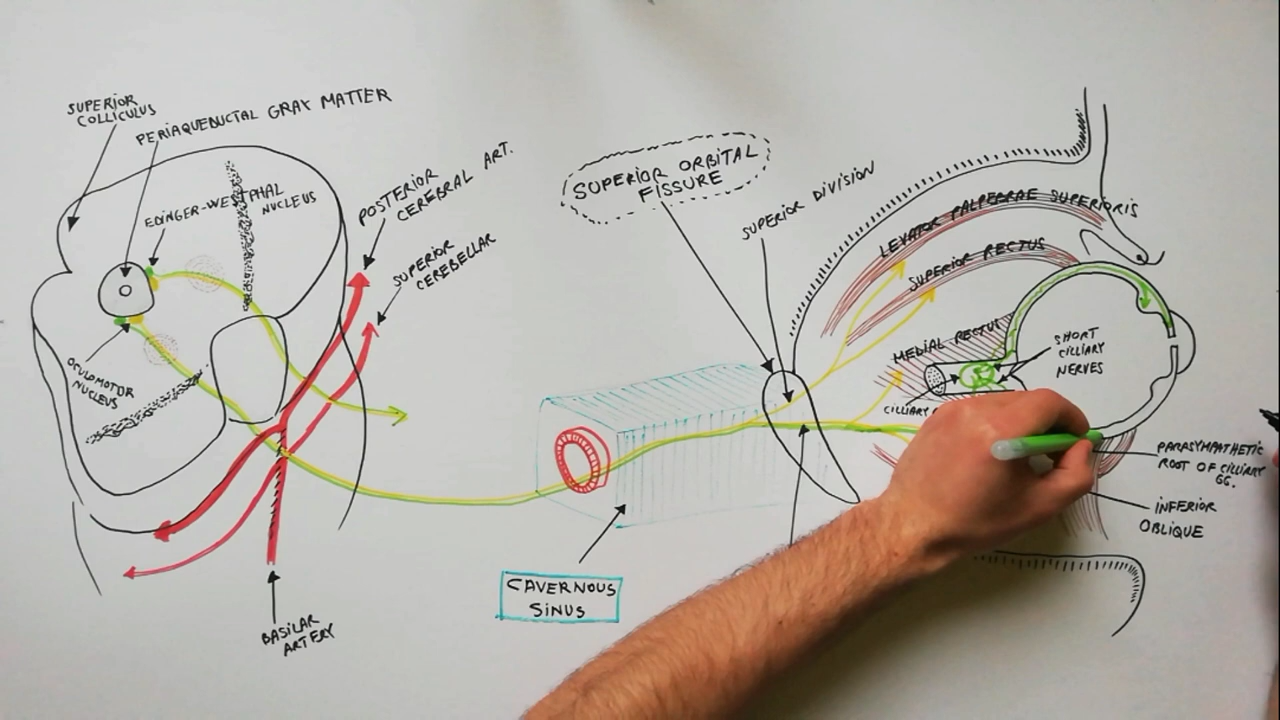 SUPERIOR
COLLICULUS
PERIAQUEDUCTAL GRAY MATTER
EDINGER-WESTPHAL
NUCLEUS
POSTERIOR
CEREBRAL ART.
SUPERIOR
CEREBELLAR
OCULOMOTOR
NUCLEUS
BASILAR
ARTERY
CAVERNOUS
SINUS
SUPERIOR ORBITAL
FISSURE
SUPERIOR DIVISION
LEVATOR PALPEBRAE SUPERIORIS
SUPERIOR RECTUS
MEDIAL RECTUS
SHORT
CILLIARY
NERVES
CILLIARY
PARASYMPATHETIC
ROOT OF CILLIARY
GG.
INFERIOR
OBLIQUE